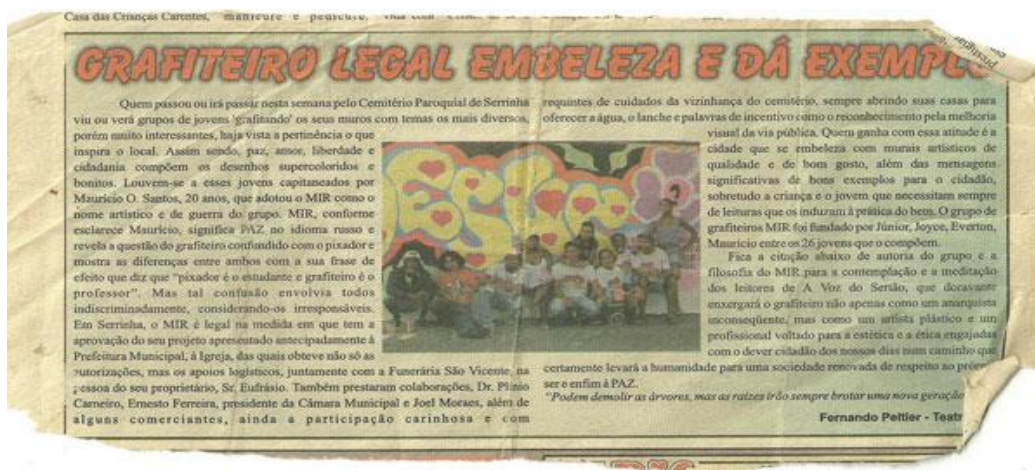 Casa das Crianças Carentes, manicure e pedicure,
GRAFITEIRO LEGAL EMBELEZA E DÁ EXEMPLO
Quem passou ou irá passar nesta semana pelo Cemitério Paroquial de Serrinha
viu ou verá grupos de jovens 'grafitando' os seus muros com temas os mais diversos,
porém muito interessantes, haja vista a pertinência o que
inspira o local. Assim sendo, paz, amor, liberdade e
cidadania compõem os desenhos supercoloridos e
bonitos. Louvem-se a esses jovens capitaneados por
Maurício O. Santos, 20 anos, que adotou o MIR como o
nome artístico e de guerra do grupo. MIR, conforme
esclarece Maurício, significa PAZ no idioma russo e
revela a questão do grafiteiro confundido com o pixador e
mostra as diferenças entre ambos com a sua frase de
efeito que diz que "pixador é o estudante e grafiteiro é o
professor". Mas tal confusão envolvia todos
indiscriminadamente, considerando-os irresponsáveis.
Em Serrinha, o MIR é legal na medida em que tem a
aprovação do seu projeto apresentado antecipadamente à
Prefeitura Municipal, à Igreja, das quais obteve não só as
autorizações, mas os apoios logísticos, juntamente com a Funerária São Vicente, na
pessoa do seu proprietário, Sr. Eufrásio. Também prestaram colaborações, Dr. Plínio
Carneiro, Ernesto Ferreira, presidente da Câmara Municipal e Joel Moraes, além de
alguns comerciantes, ainda a participação carinhosa e com
requintes de cuidados da vizinhança do cemitério, sempre abrindo suas casas para
oferecer a água, o lanche e palavras de incentivo como o reconhecimento pela melhoria
visual da via pública. Quem ganha com essa atitude é a
cidade que se embeleza com murais artísticos de
qualidade e de bom gosto, além das mensagens
significativas de bons exemplos para o cidadão,
sobretudo a criança e o jovem que necessitam sempre
de leituras que os induzam à prática do bem. O grupo de
grafiteiros MIR foi fundado por Júnior, Joyce, Everton,
Maurício entre os 26 jovens que o compõem.
Fica a citação abaixo de autoria do grupo e a
filosofia do MIR para a contemplação e a meditação
dos leitores de A Voz do Sertão, que doravante
enxergará o grafiteiro não apenas como um anarquista
inconseqüente, mas como um artista plástico e um
profissional voltado para a estética e a ética engajadas
com o dever cidadão dos nossos dias num caminho que
certamente levará a humanidade para uma sociedade renovada de respeito ao
ser e enfim à PAZ.
"Podem demolir as árvores, mas as raízes irão sempre brotar uma nova geração
Fernando Peltier - Teatr